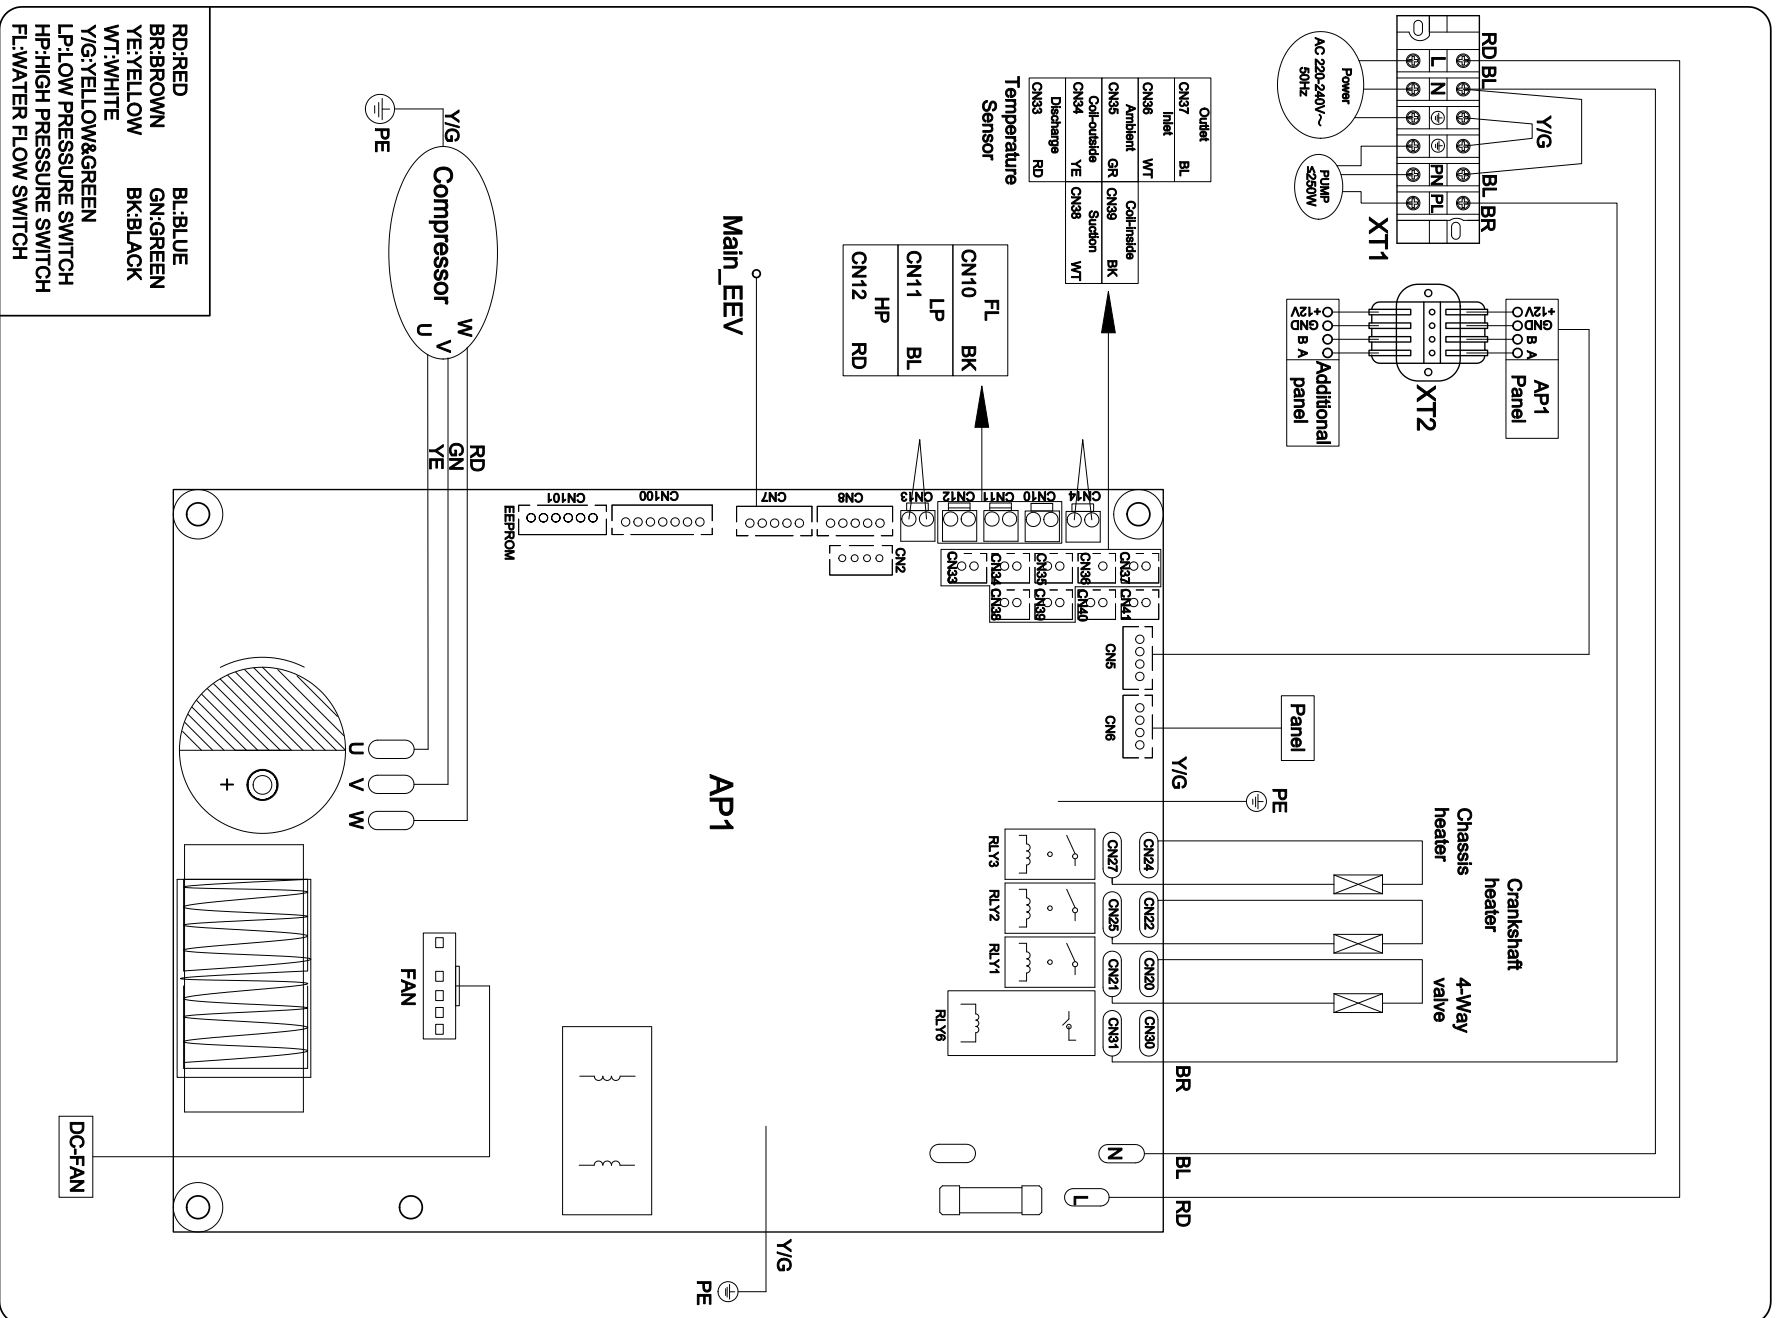 RD
BL
L
N
PN
PL
Y/G
BL
BR
Power
AC 220-240V~
50Hz
PUMP
≤250W
XT1
+12V
GND
B
A
AP1
Panel
XT2
+12V
GND
B
A
Additional
panel
Outlet
CN37 BL
Inlet
CN36 WT
Ambient
CN35 GR
Coil-outside
CN34 YE
Discharge
CN33 RD
Coil-inside
CN39 BK
Suction
CN38 WT
Temperature
Sensor
FL
CN10 BK
LP
CN11 BL
HP
CN12 RD
Main_EEV
PE
Y/G
Compressor
U
V
W
RD
GN
YE
RD:RED BL:BLUE
BR:BROWN GN:GREEN
YE:YELLOW BK:BLACK
WT:WHITE
Y/G:YELLOW&GREEN
LP:LOW PRESSURE SWITCH
HP:HIGH PRESSURE SWITCH
FL:WATER FLOW SWITCH
CN14
CN10
CN11
CN12
CN13
CN8
CN7
CN100
CN101
EEPROM
CN2
CN37
CN36
CN35
CN34
CN33
CN41
CN40
CN39
CN38
CN5
CN6
Panel
Y/G
PE
AP1
U
V
W
+
Chassis
heater
Crankshaft
heater
4-Way
valve
CN24
CN27
CN22
CN25
CN20
CN21
CN30
CN31
RLY3
RLY2
RLY1
RLY6
BR
BL
RD
N
L
FAN
DC-FAN
Y/G
PE